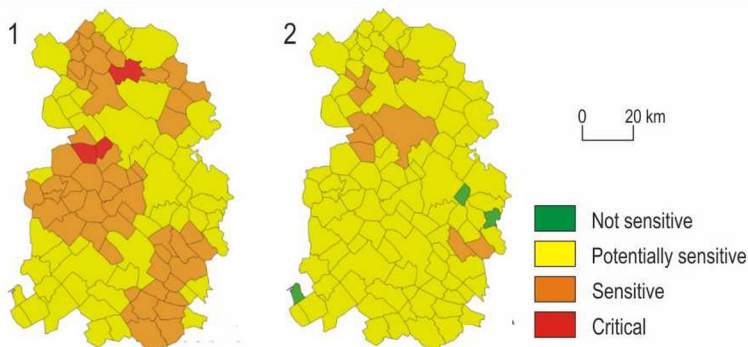 1
2
0 20 km
Not sensitive
Potentially sensitive
Sensitive
Critical